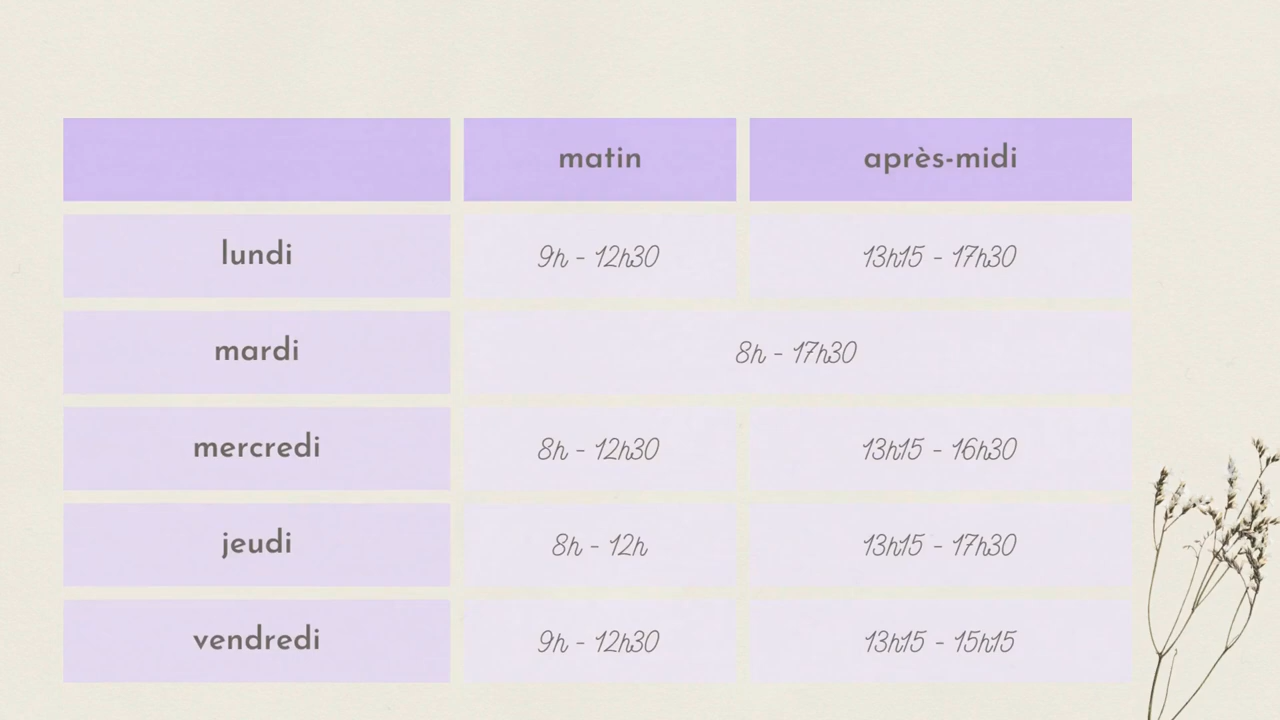 matin après-midi
lundi 9h - 12h30 13h15 - 17h30
mardi 8h - 17h30
mercredi 8h - 12h30 13h15 - 16h30
jeudi 8h - 12h 13h15 - 17h30
vendredi 9h - 12h30 13h15 - 15h15